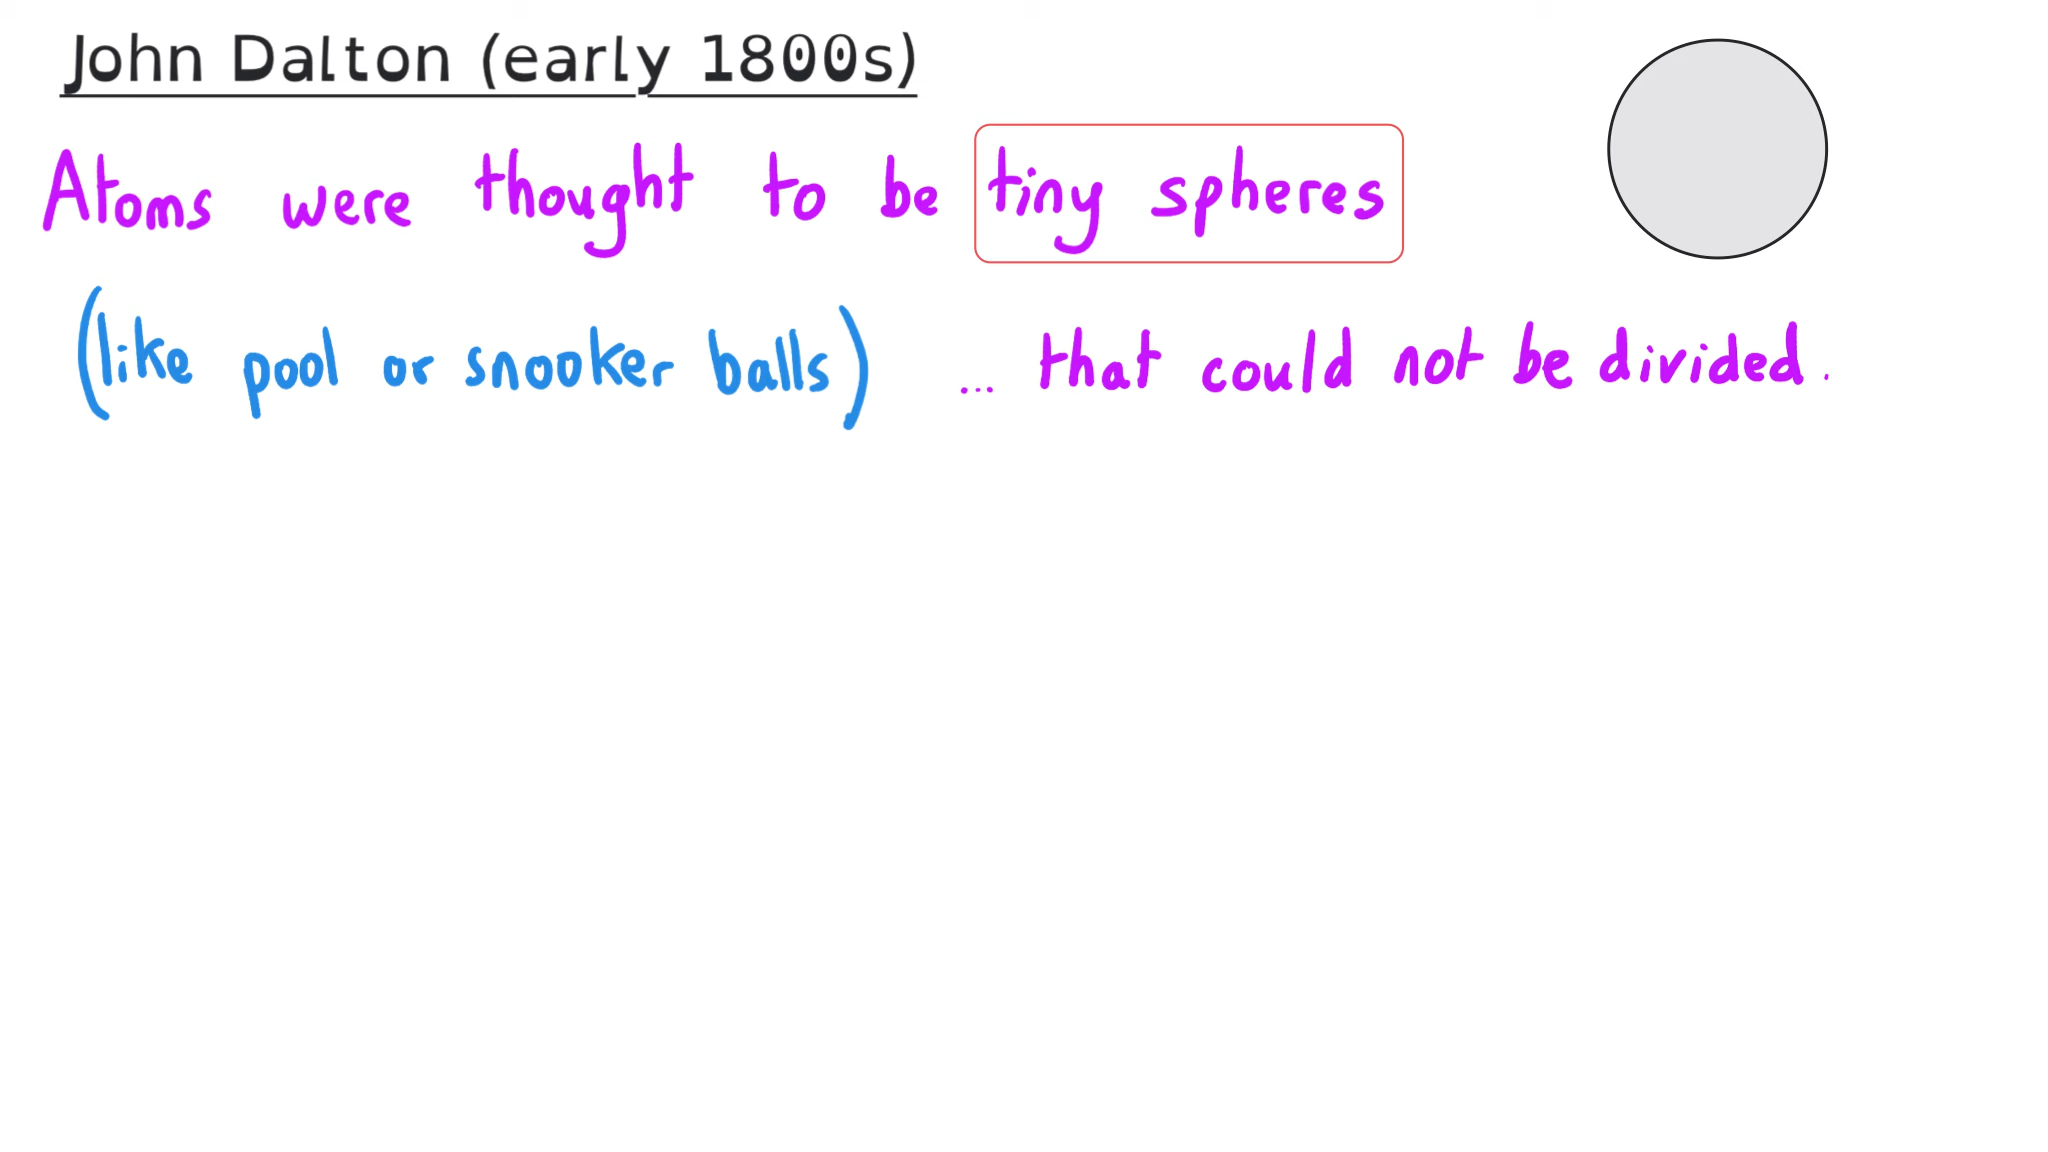 John Dalton (early 1800s)
Atoms were thought to be tiny spheres
(like pool or snooker balls) ... that could not be divided.